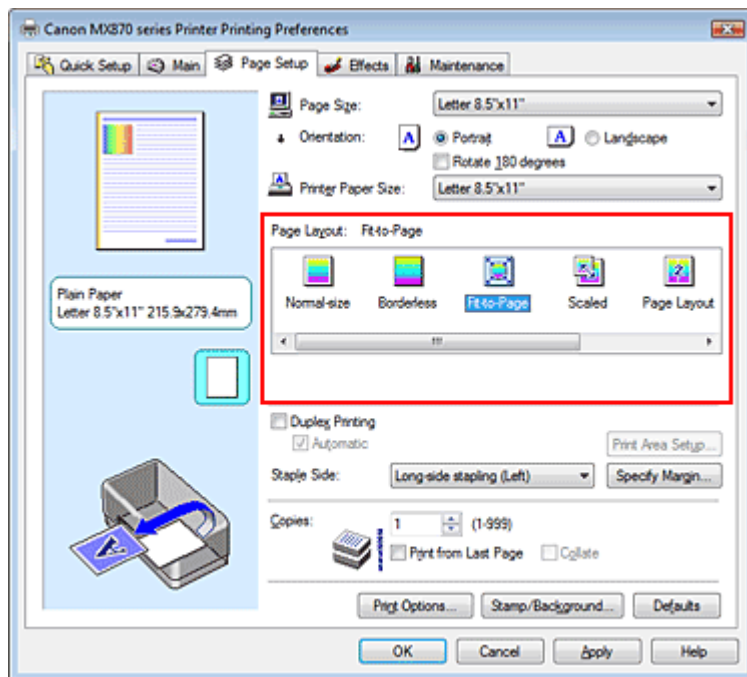 Canon MX870 series Printer Printing Preferences
Quick Setup Main Page Setup Effects Maintenance
Page Size: Letter 8.5"x11"
Orientation: A Portrait A Landscape
Rotate 180 degrees
Printer Paper Size: Letter 8.5"x11"
Page Layout: Fit-to-Page
Normal-size Borderless Fit-to-Page Scaled Page Layout
Plain Paper
Letter 8.5"x11" 215.9x279.4mm
Duplex Printing
Automatic
Print Area Setup...
Staple Side: Long-side stapling (Left) Specify Margin...
Copies: 1 (1-999)
Print from Last Page Collate
Print Options... Stamp/Background... Defaults
OK Cancel Apply Help